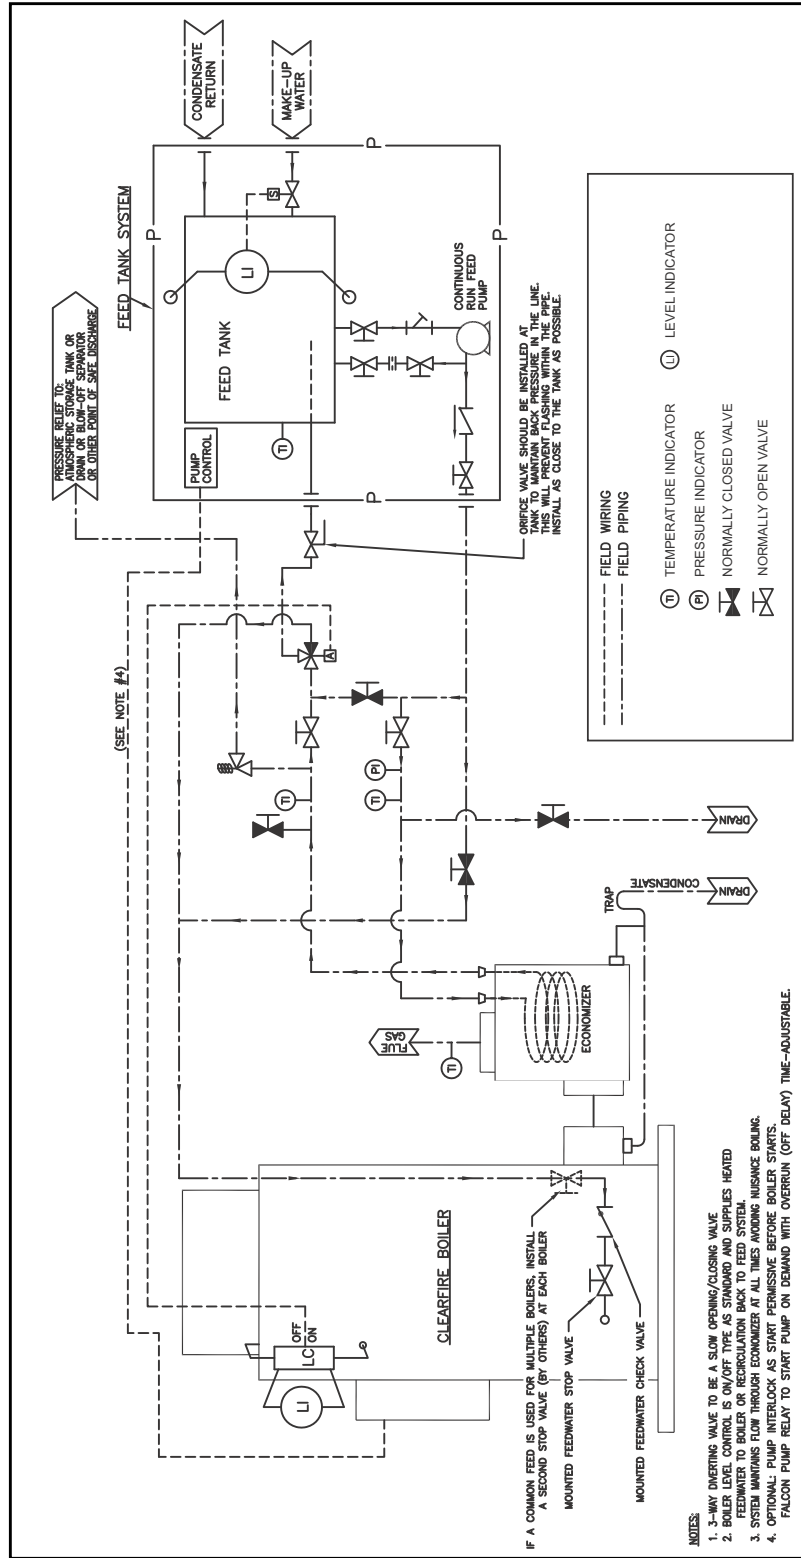 CONDENSATE
RETURN
MAKE-UP
WATER
FEED TANK SYSTEM
P
P
P
P
PRESSURE RELIEF TO:
ATMOSPHERIC STORAGE TANK OR
DRAIN OR BLOW-OFF SEPARATOR
OR OTHER POINT OF SAFE DISCHARGE
S
LI
FEED TANK
TI
PUMP
CONTROL
CONTINUOUS
RUN FEED
PUMP
ORIFICE VALVE SHOULD BE INSTALLED AT
TANK TO MAINTAIN BACK PRESSURE IN THE LINE.
THIS WILL PREVENT FLASHING WITHIN THE PIPE.
INSTALL AS CLOSE TO THE TANK AS POSSIBLE.
(SEE NOTE #4)
A
TI
PI
TI
DRAIN
TRAP
CONDENSATE
DRAIN
FLUE
GAS
TI
ECONOMIZER
CLEARFIRE BOILER
OFF
ON
LC
LI
IF A COMMON FEED IS USED FOR MULTIPLE BOILERS, INSTALL
A SECOND STOP VALVE (BY OTHERS) AT EACH BOILER
MOUNTED FEEDWATER STOP VALVE
MOUNTED FEEDWATER CHECK VALVE
FIELD WIRING
FIELD PIPING
TI TEMPERATURE INDICATOR
LI LEVEL INDICATOR
PI PRESSURE INDICATOR
NORMALLY CLOSED VALVE
NORMALLY OPEN VALVE
NOTES:
1. 3-WAY DIVERTING VALVE TO BE A SLOW OPENING/CLOSING VALVE
2. BOILER LEVEL CONTROL IS ON/OFF TYPE AS STANDARD AND SUPPLIES HEATED
FEEDWATER TO BOILER OR RECIRCULATION BACK TO FEED SYSTEM.
3. SYSTEM MAINTAINS FLOW THROUGH ECONOMIZER AT ALL TIMES AVOIDING NUISANCE BOILING.
4. OPTIONAL: PUMP INTERLOCK AS START PERMISSIVE BEFORE BOILER STARTS.
FALCON PUMP RELAY TO START PUMP ON DEMAND WITH OVERRUN (OFF DELAY) TIME-ADJUSTABLE.